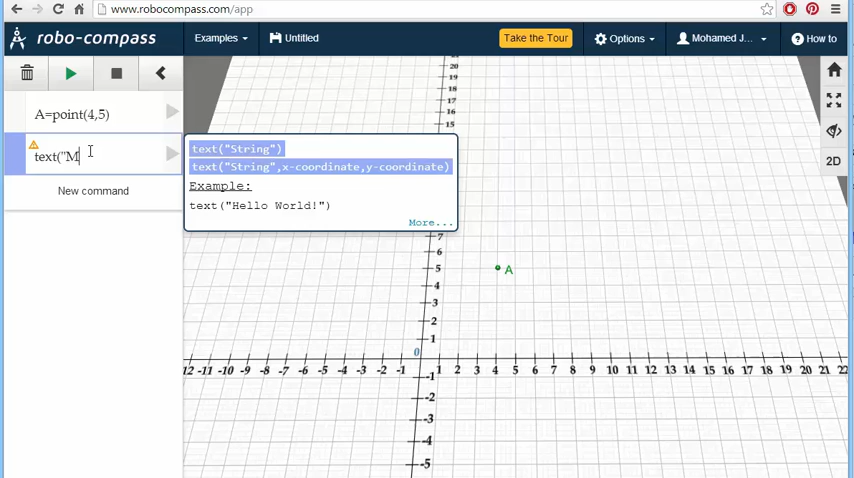 www.robocompass.com/app
robo-compass
Examples
Untitled
Take the Tour
Options
Mohamed J...
How to
A=point(4,5)
text("M
New command
text("String")
text("String",x-coordinate,y-coordinate)
Example:
text("Hello World!")
More...
2D
20
19
18
17
16
15
7
6
5
4
3
2
1
0
A
12 -11 -10 -9 -8 -7 -6 -5 -4 -3 -2 -1 1 2 3 4 5 6 7 8 9 10 11 12 13 14 15 16 17 18 19 20 21 22
-1
-2
-3
-4
-5